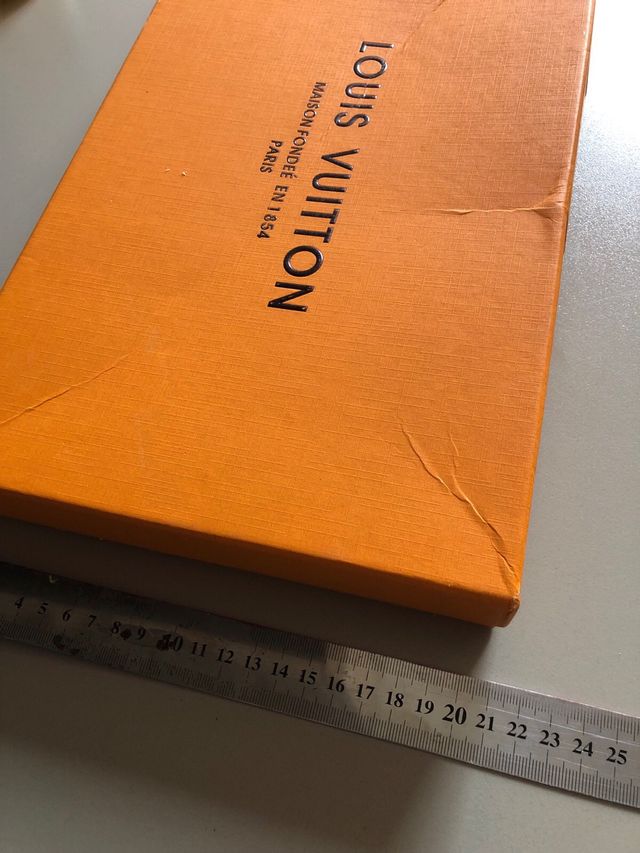 LOUIS VUITTON
MAISON FONDEÉ EN 1854
PARIS
4 5 6 7 8 9 10 11 12 13 14 15 16 17 18 19 20 21 22 23 24 25